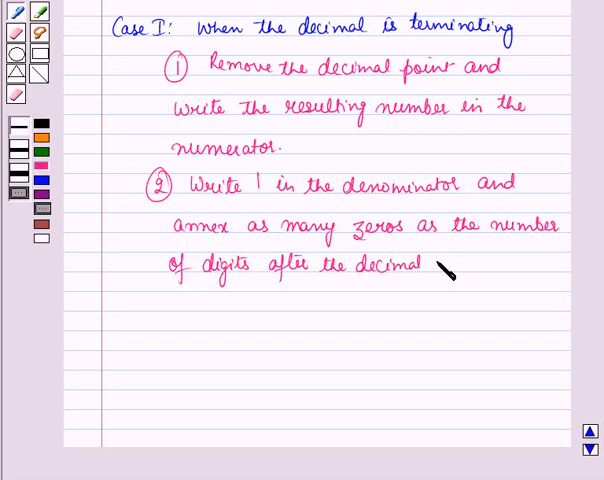 Case I: When the decimal is terminating
① Remove the decimal point and
write the resulting number in the
numerator.
② Write 1 in the denominator and
annex as many zeros as the number
of digits after the decimal